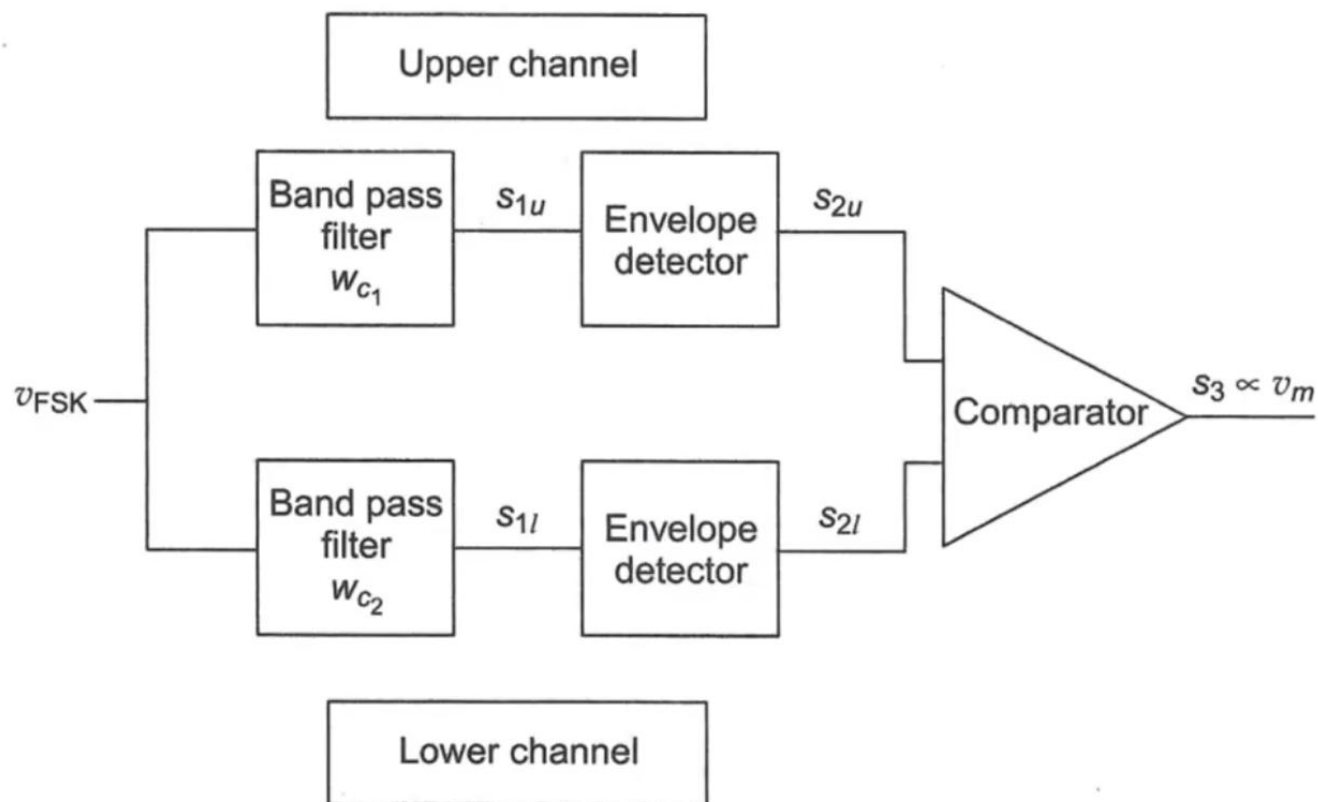 Upper channel
Band pass
filter
w_{c_1}
s_{1u}
Envelope
detector
s_{2u}
v_{FSK}
Comparator
s_3 ∝ v_m
Band pass
filter
w_{c_2}
s_{1l}
Envelope
detector
s_{2l}
Lower channel